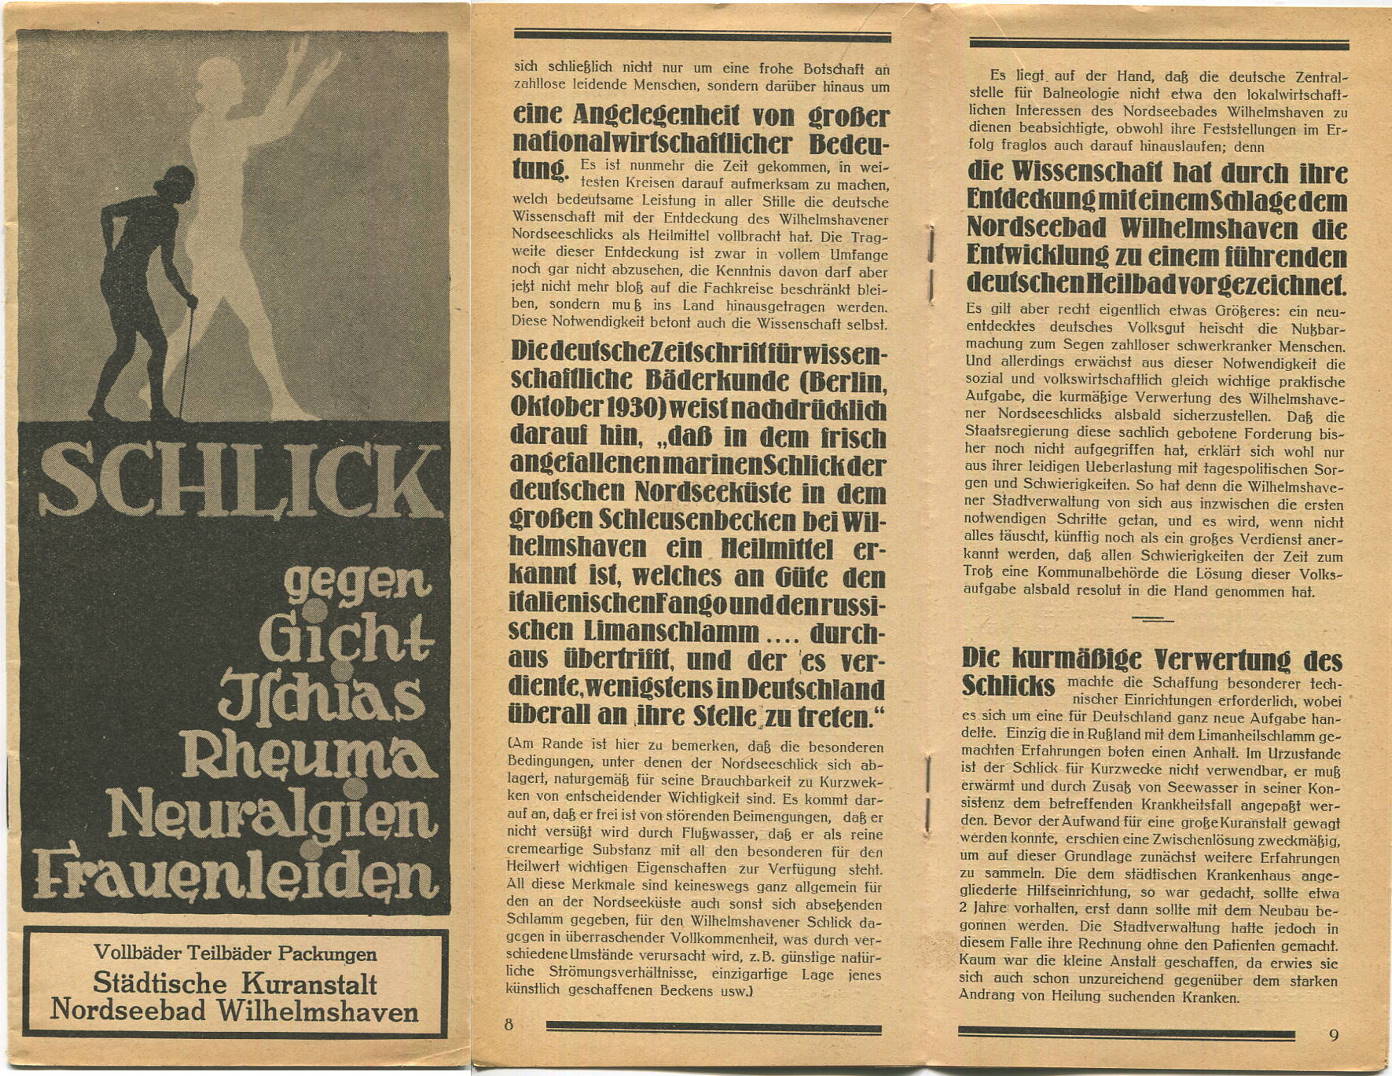 SCHLICK
gegen
Gicht
Ischias
Rheuma
Neuralgien
Frauenleiden
Vollbäder Teilbäder Packungen
Städtische Kuranstalt
Nordseebad Wilhelmshaven
sich schließlich nicht nur um eine frohe Botschaft an
zahllose leidende Menschen, sondern darüber hinaus um
eine Angelegenheit von großer
nationalwirtschaftlicher Bedeu-
tung. Es ist nunmehr die Zeit gekommen, in wei-
testen Kreisen darauf aufmerksam zu machen,
welch bedeutsame Leistung in aller Stille die deutsche
Wissenschaft mit der Entdeckung des Wilhelmshavener
Nordseeschlicks als Heilmittel vollbracht hat. Die Trag-
weite dieser Entdeckung ist zwar in vollem Umfange
noch gar nicht abzusehen, die Kenntnis davon darf aber
jetzt nicht mehr bloß auf die Fachkreise beschränkt blei-
ben, sondern muß ins Land hinausgetragen werden.
Diese Notwendigkeit betont auch die Wissenschaft selbst.
Die deutsche Zeitschrift für wissen-
schaftliche Bäderkunde (Berlin,
Oktober 1930) weist nachdrücklich
darauf hin, „daß in dem frisch
angefallenen marinen Schlick der
deutschen Nordseeküste in dem
großen Schleusenbecken bei Wil-
helmshaven ein Heilmittel er-
kannt ist, welches an Güte den
italienischen Fango und den russi-
schen Limanschlamm .... durch-
aus übertrifft, und der es ver-
diente, wenigstens in Deutschland
überall an ihre Stelle zu treten.“
(Am Rande ist hier zu bemerken, daß die besonderen
Bedingungen, unter denen der Nordseeschlick sich ab-
lagert, naturgemäß für seine Brauchbarkeit zu Kurzwek-
ken von entscheidender Wichtigkeit sind. Es kommt dar-
auf an, daß er frei ist von störenden Beimengungen, daß er
nicht versüßt wird durch Flußwasser, daß er als reine
cremeartige Substanz mit all den besonderen für den
Heilwert wichtigen Eigenschaften zur Verfügung steht.
All diese Merkmale sind keineswegs ganz allgemein für
den an der Nordseeküste auch sonst sich absetzenden
Schlamm gegeben, für den Wilhelmshavener Schlick da-
gegen in überraschender Vollkommenheit, was durch ver-
schiedene Umstände verursacht wird, z. B. günstige natür-
liche Strömungsverhältnisse, einzigartige Lage jenes
künstlich geschaffenen Beckens usw.)
8
Es liegt auf der Hand, daß die deutsche Zentral-
stelle für Balneologie nicht etwa den lokalwirtschaft-
lichen Interessen des Nordseebades Wilhelmshaven zu
dienen beabsichtigte, obwohl ihre Feststellungen im Er-
folg fraglos auch darauf hinauslaufen; denn
die Wissenschaft hat durch ihre
Entdeckung mit einem Schlage dem
Nordseebad Wilhelmshaven die
Entwicklung zu einem führenden
deutschen Heilbad vorgezeichnet.
Es gilt aber recht eigentlich etwas Größeres: ein neu-
entdecktes deutsches Volksgut heischt die Nutzbar-
machung zum Segen zahlloser schwerkranker Menschen.
Und allerdings erwächst aus dieser Notwendigkeit die
sozial und volkswirtschaftlich gleich wichtige praktische
Aufgabe, die kurmäßige Verwertung des Wilhelmshave-
ner Nordseeschlicks alsbald sicherzustellen. Daß die
Staatsregierung diese sachlich gebotene Forderung bis-
her noch nicht aufgegriffen hat, erklärt sich wohl nur
aus ihrer leidigen Ueberlastung mit tagespolitischen Sor-
gen und Schwierigkeiten. So hat denn die Wilhelmshave-
ner Stadtverwaltung von sich aus inzwischen die ersten
notwendigen Schritte getan, und es wird, wenn nicht
alles täuscht, künftig noch als ein großes Verdienst aner-
kannt werden, daß allen Schwierigkeiten der Zeit zum
Trotz eine Kommunalbehörde die Lösung dieser Volks-
aufgabe alsbald resolut in die Hand genommen hat.
Die kurmäßige Verwertung des
Schlicks machte die Schaffung besonderer tech-
nischer Einrichtungen erforderlich, wobei
es sich um eine für Deutschland ganz neue Aufgabe han-
delte. Einzig die in Rußland mit dem Limanheilschlamm ge-
machten Erfahrungen boten einen Anhalt. Im Urzustande
ist der Schlick für Kurzwecke nicht verwendbar, er muß
erwärmt und durch Zusatz von Seewasser in seiner Kon-
sistenz dem betreffenden Krankheitsfall angepaßt wer-
den. Bevor der Aufwand für eine große Kuranstalt gewagt
werden konnte, erschien eine Zwischenlösung zweckmäßig,
um auf dieser Grundlage zunächst weitere Erfahrungen
zu sammeln. Die dem städtischen Krankenhaus ange-
gliederte Hilfseinrichtung, so war gedacht, sollte etwa
2 Jahre vorhalten, erst dann sollte mit dem Neubau be-
gonnen werden. Die Stadtverwaltung hatte jedoch in
diesem Falle ihre Rechnung ohne den Patienten gemacht.
Kaum war die kleine Anstalt geschaffen, da erwies sie
sich auch schon unzureichend gegenüber dem starken
Andrang von Heilung suchenden Kranken.
9